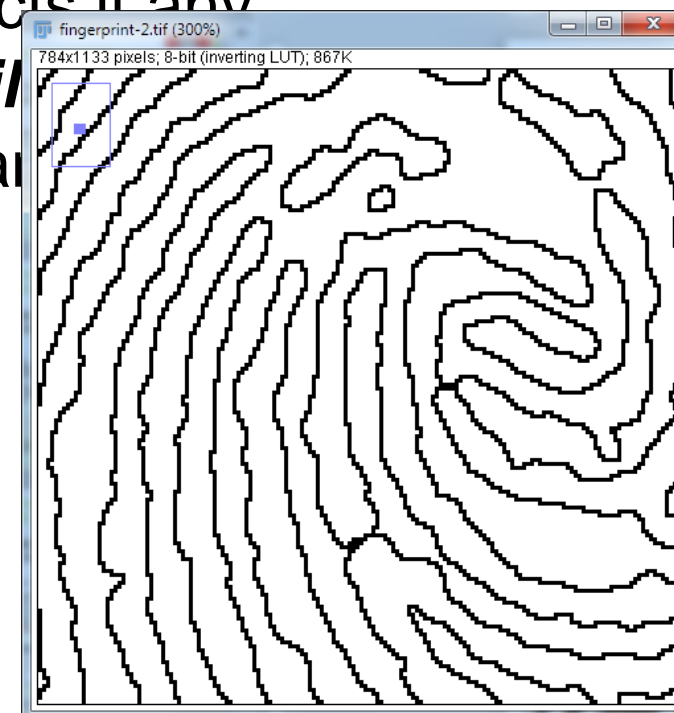 fingerprint-2.tif (300%)
784x1133 pixels; 8-bit (inverting LUT); 867K